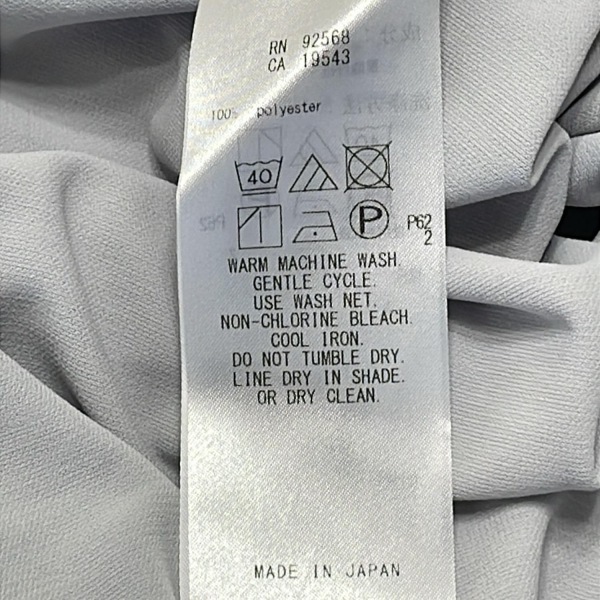 RN 92568
CA 19543
100% polyester
40
P P62
2
WARM MACHINE WASH.
GENTLE CYCLE.
USE WASH NET.
NON-CHLORINE BLEACH.
COOL IRON.
DO NOT TUMBLE DRY.
LINE DRY IN SHADE.
OR DRY CLEAN.
MADE IN JAPAN